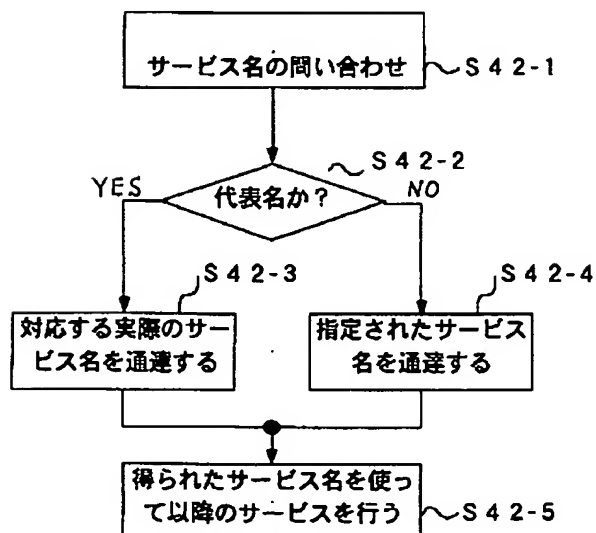 サービス名の問い合わせ
S42-1
S42-2
YES
代表名か?
NO
S42-3
S42-4
対応する実際のサー
ビス名を通達する
指定されたサービス
名を通達する
得られたサービス名を使っ
て以降のサービスを行う
S42-5